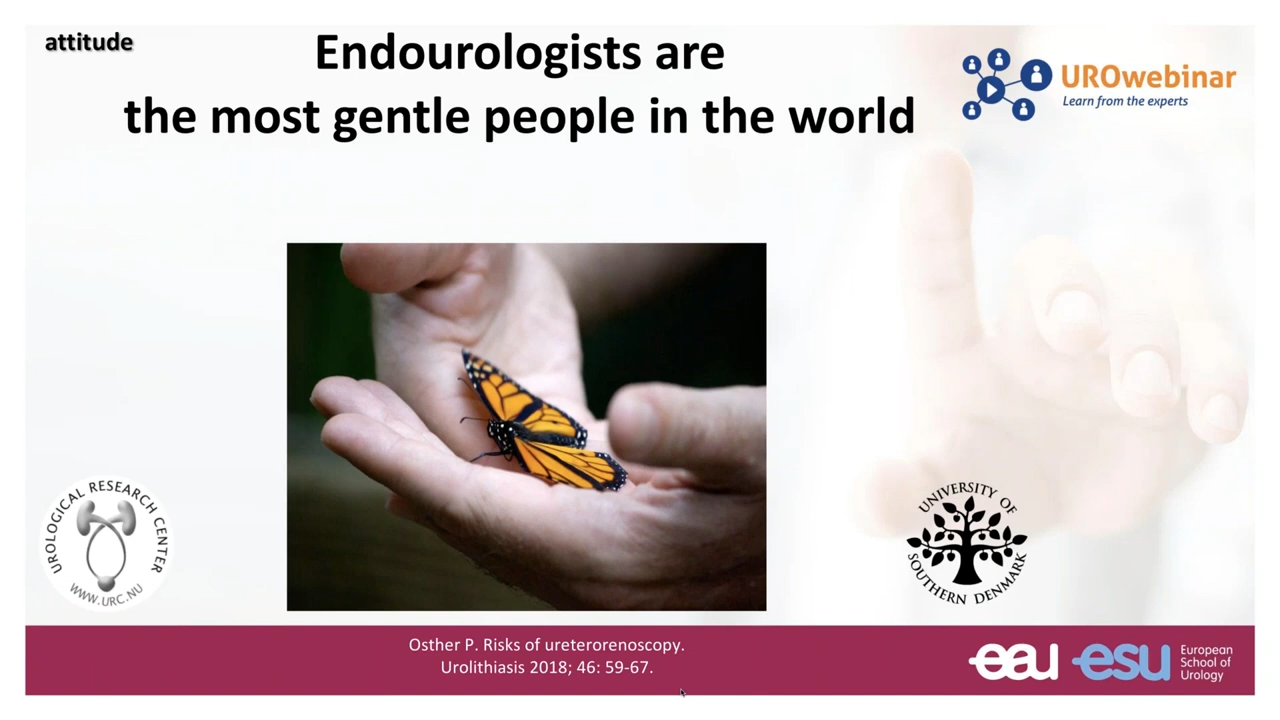 attitude
Endourologists are
the most gentle people in the world
UROwebinar
Learn from the experts
UROLOGICAL RESEARCH CENTER
WWW.URC.NU
UNIVERSITY OF
SOUTHERN DENMARK
Osther P. Risks of ureterorenoscopy.
Urolithiasis 2018; 46: 59-67.
eau esu
European
School of
Urology